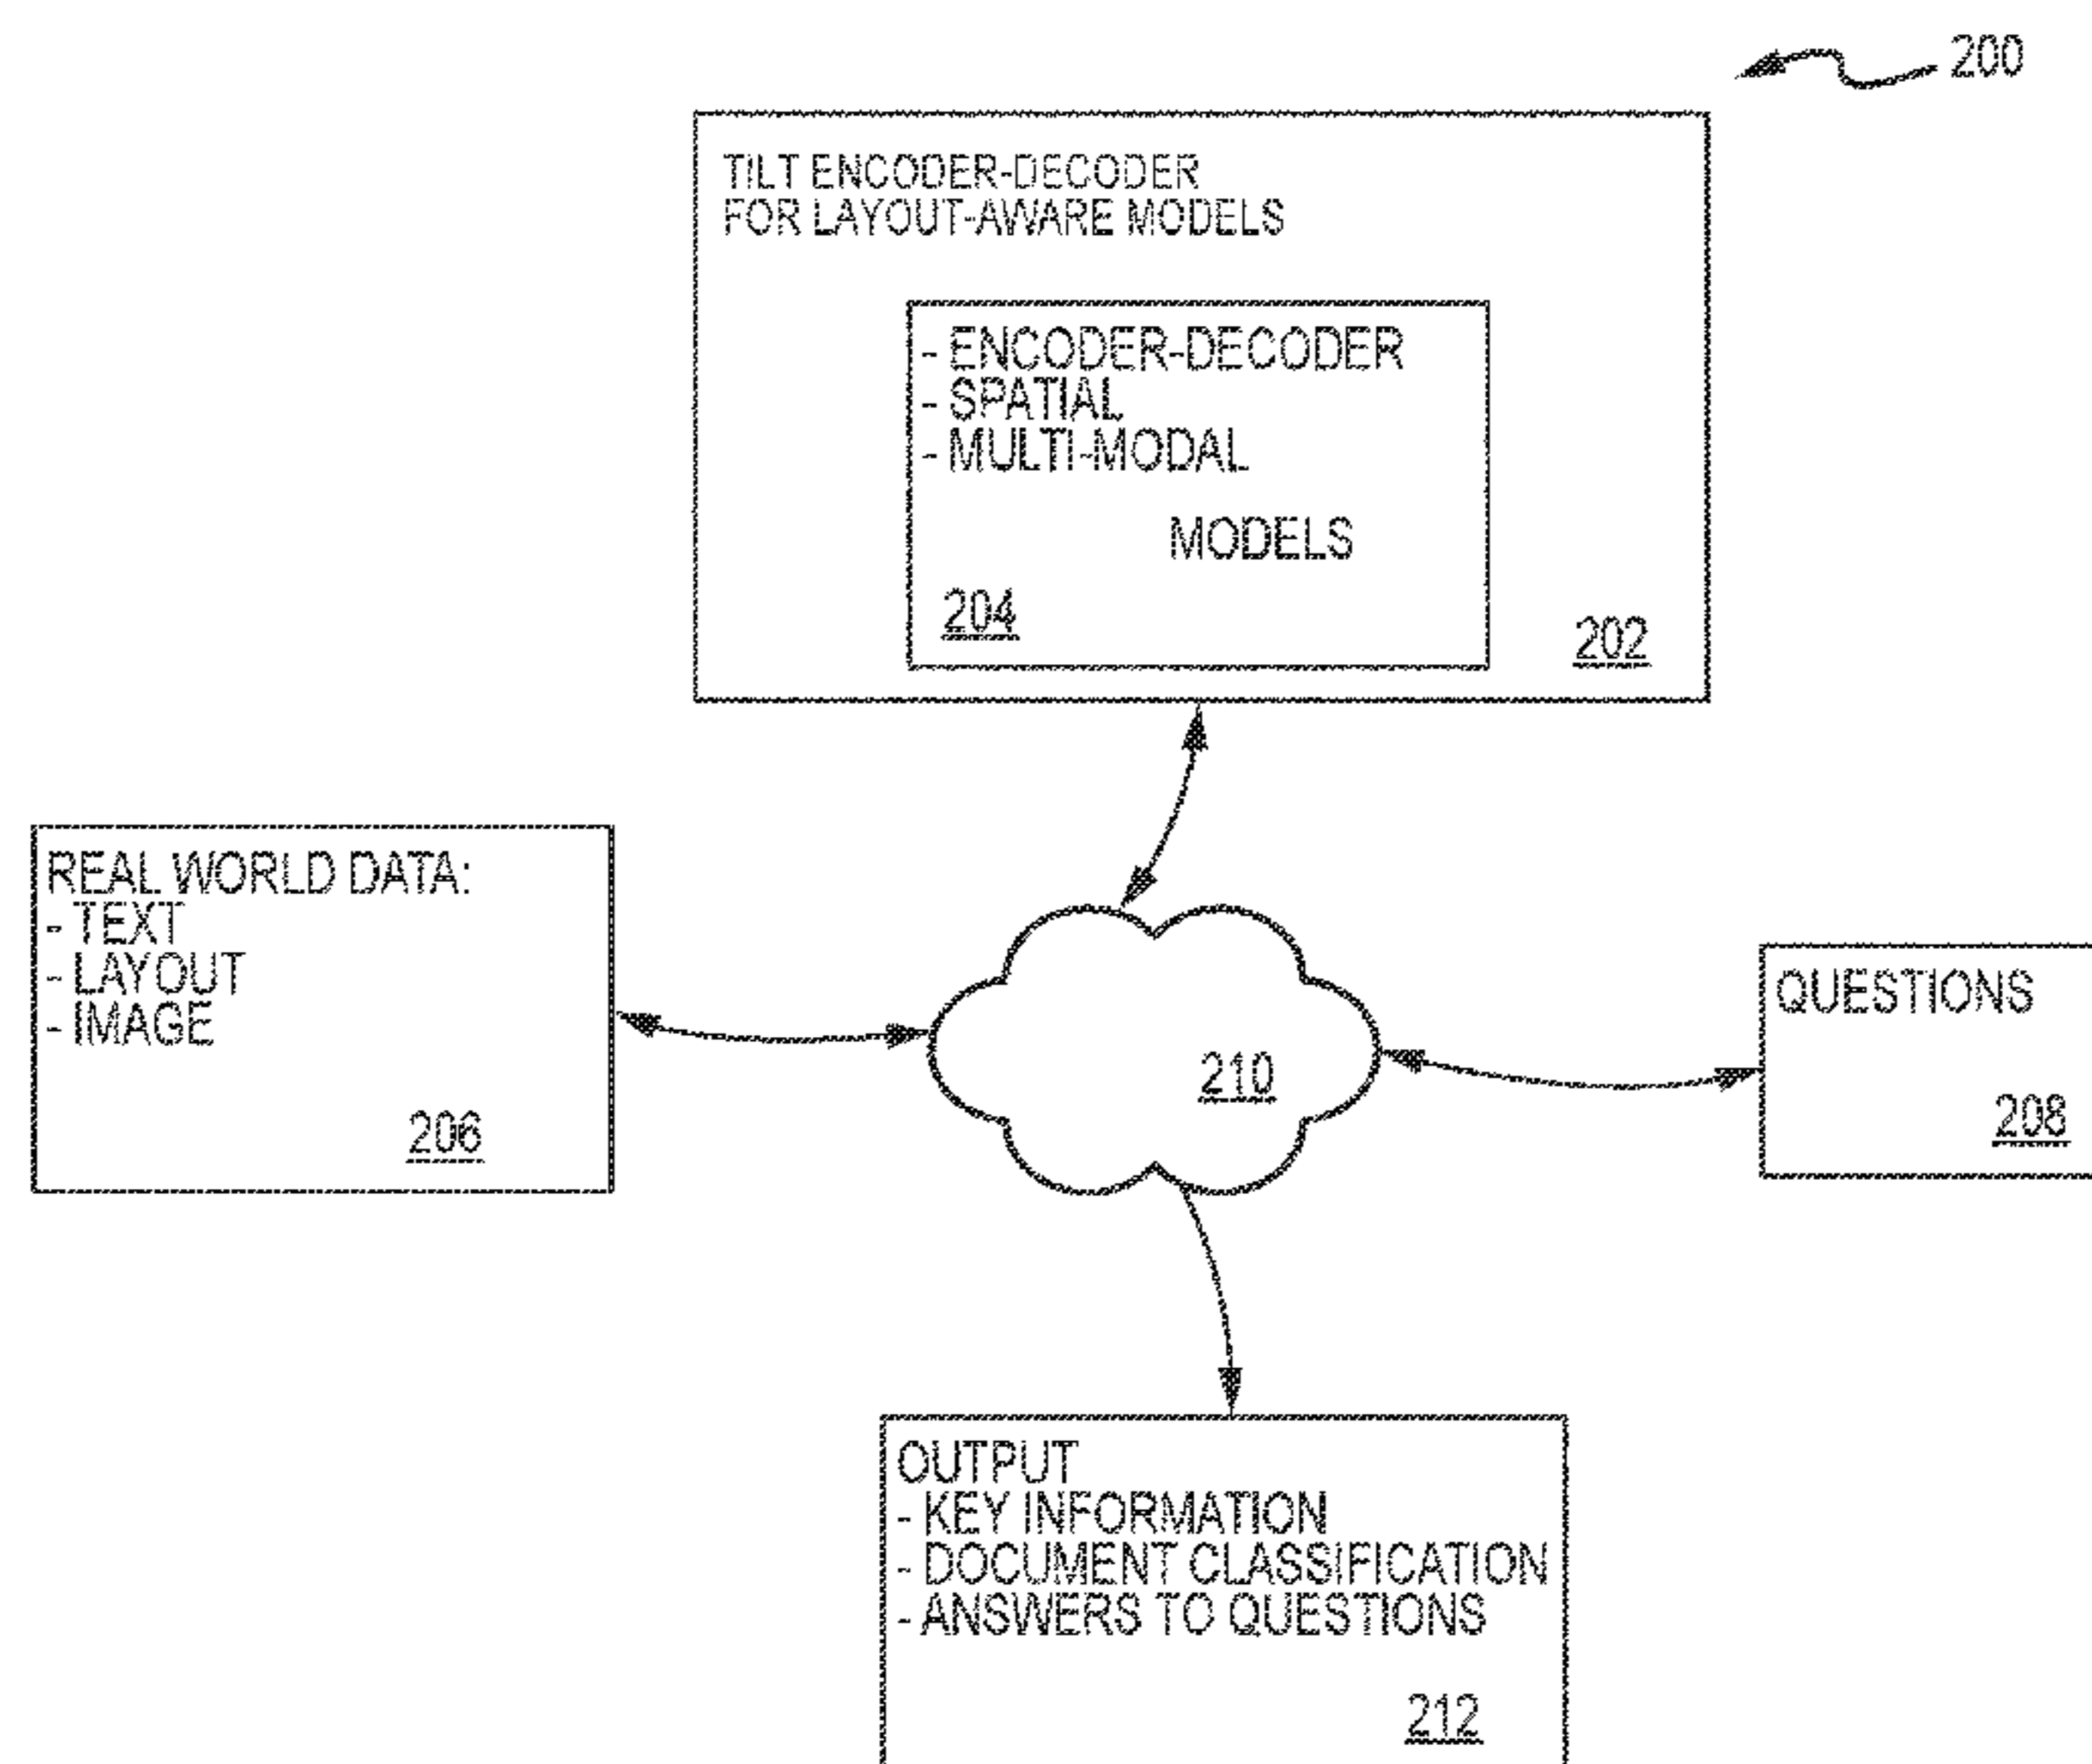 200
TILT ENCODER-DECODER
FOR LAYOUT-AWARE MODELS
- ENCODER-DECODER
- SPATIAL
- MULTI-MODAL
MODELS
204
202
REAL WORLD DATA:
- TEXT
- LAYOUT
- IMAGE
206
210
QUESTIONS
208
OUTPUT
- KEY INFORMATION
- DOCUMENT CLASSIFICATION
- ANSWERS TO QUESTIONS
212